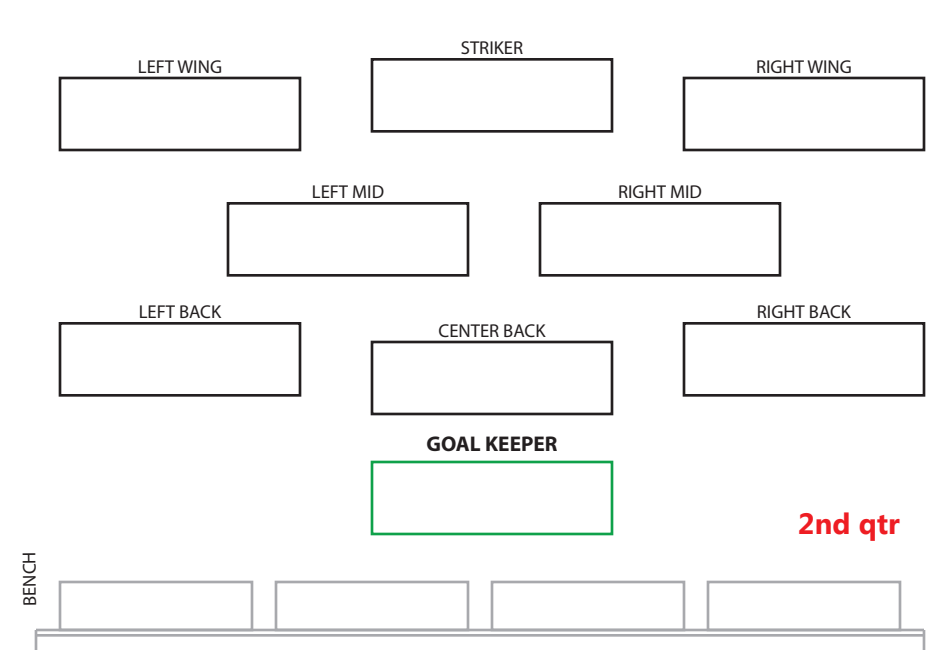 STRIKER
LEFT WING
RIGHT WING
LEFT MID
RIGHT MID
LEFT BACK
RIGHT BACK
CENTER BACK
GOAL KEEPER
2nd qtr
BENCH